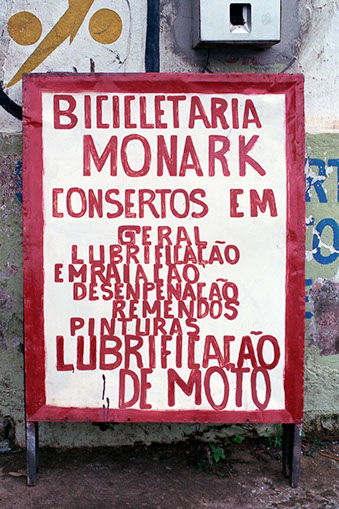 BICICLETARIA
MONARK
CONSERTOS EM
GERAL
LUBRIFICAÇÃO
EMRAIAÇÃO
DESENPENAÇÃO
REMENDOS
PINTURAS
LUBRIFICAÇÃO
DE MOTO